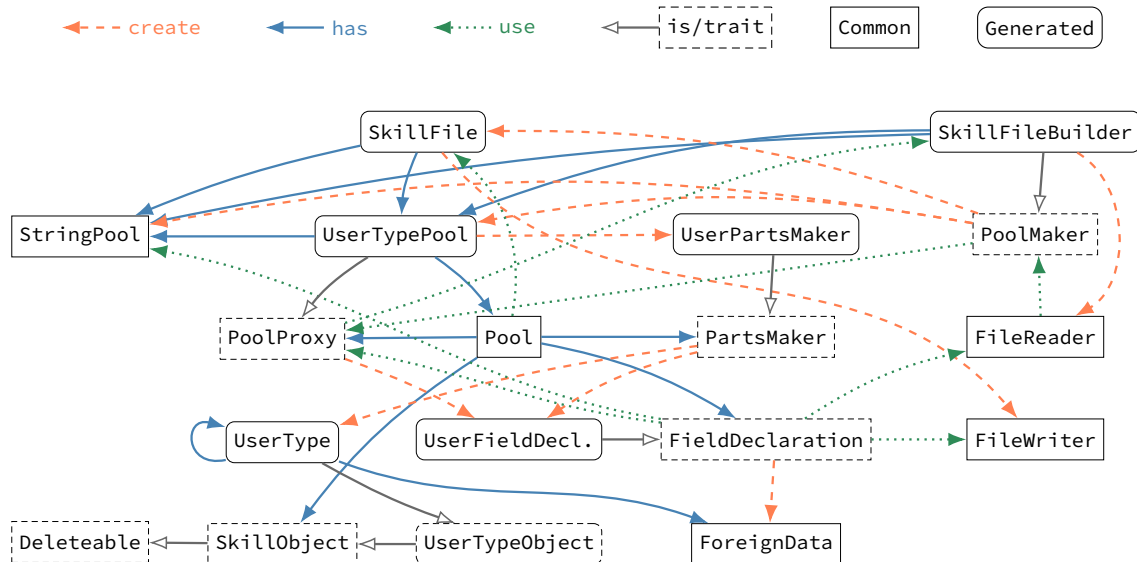 create has use is/trait Common Generated
SkillFile SkillFileBuilder
StringPool UserTypePool UserPartsMaker PoolMaker
PoolProxy Pool PartsMaker FileReader
UserType UserFieldDecl. FieldDeclaration FileWriter
Deleteable SkillObject UserTypeObject ForeignData